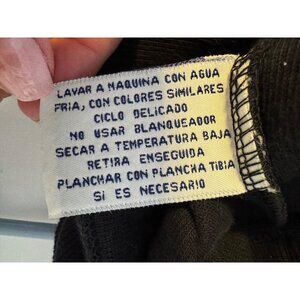 LAVAR A MAQUINA CON AGUA
FRIA, CON COLORES SIMILARES
CICLO DELICADO
NO USAR BLANQUEADOR
SECAR A TEMPERATURA BAJA
RETIRA ENSEGUIDA
PLANCHAR CON PLANCHA TIBIA
SI ES NECESARIO